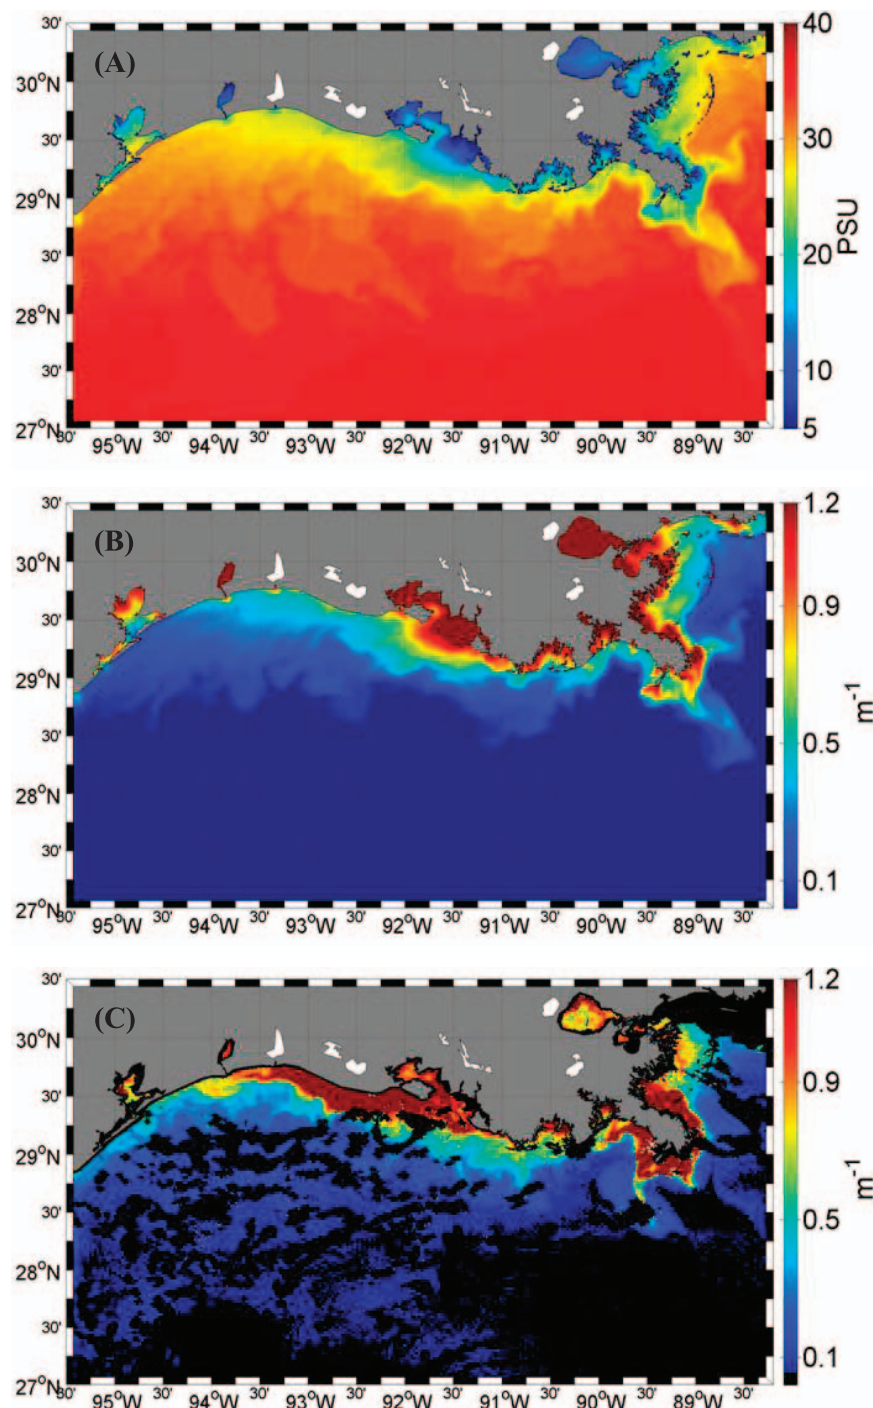 (A)
30'
30°N
30'
29°N
30'
28°N
30'
27°N
30'
95°W
30'
94°W
30'
93°W
30'
92°W
30'
91°W
30'
90°W
30'
89°W
30'
40
30
20
10
5
PSU
(B)
30'
30°N
30'
29°N
30'
28°N
30'
27°N
30'
95°W
30'
94°W
30'
93°W
30'
92°W
30'
91°W
30'
90°W
30'
89°W
30'
1.2
0.9
0.5
0.1
m⁻¹
(C)
30'
30°N
30'
29°N
30'
28°N
30'
27°N
30'
95°W
30'
94°W
30'
93°W
30'
92°W
30'
91°W
30'
90°W
30'
89°W
30'
1.2
0.9
0.5
0.1
m⁻¹